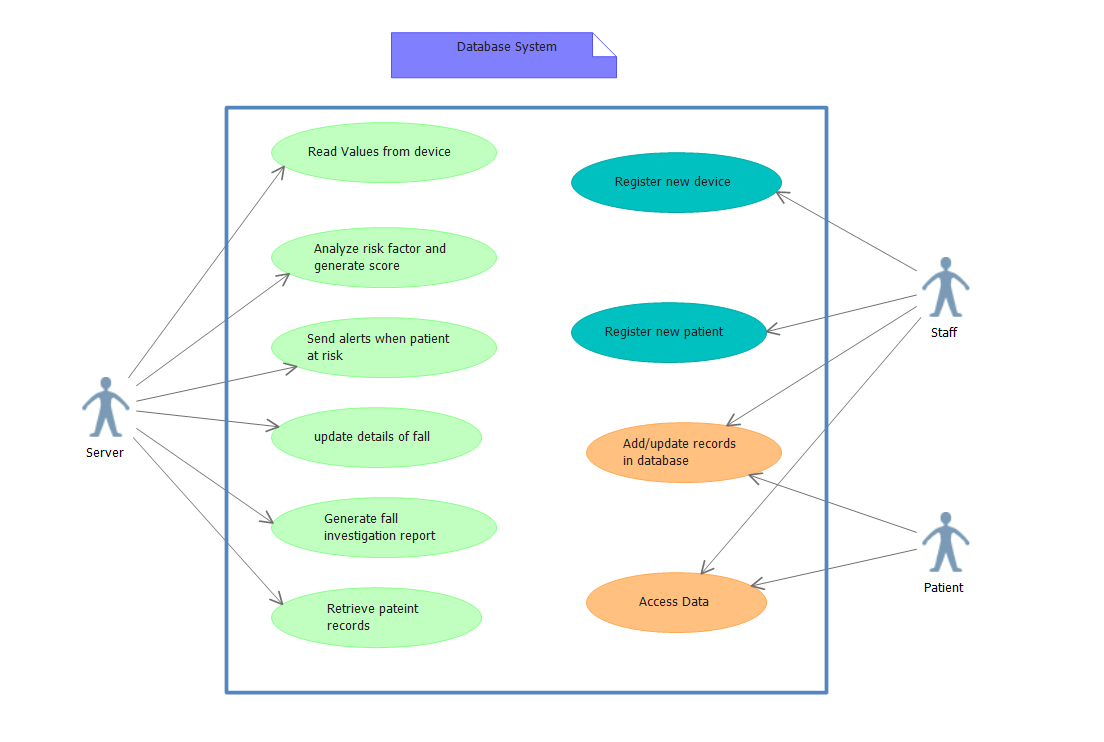 Database System
Read Values from device
Register new device
Analyze risk factor and
generate score
Send alerts when patient
at risk
Register new patient
Staff
update details of fall
Add/update records
in database
Server
Generate fall
investigation report
Retrieve pateint
records
Access Data
Patient